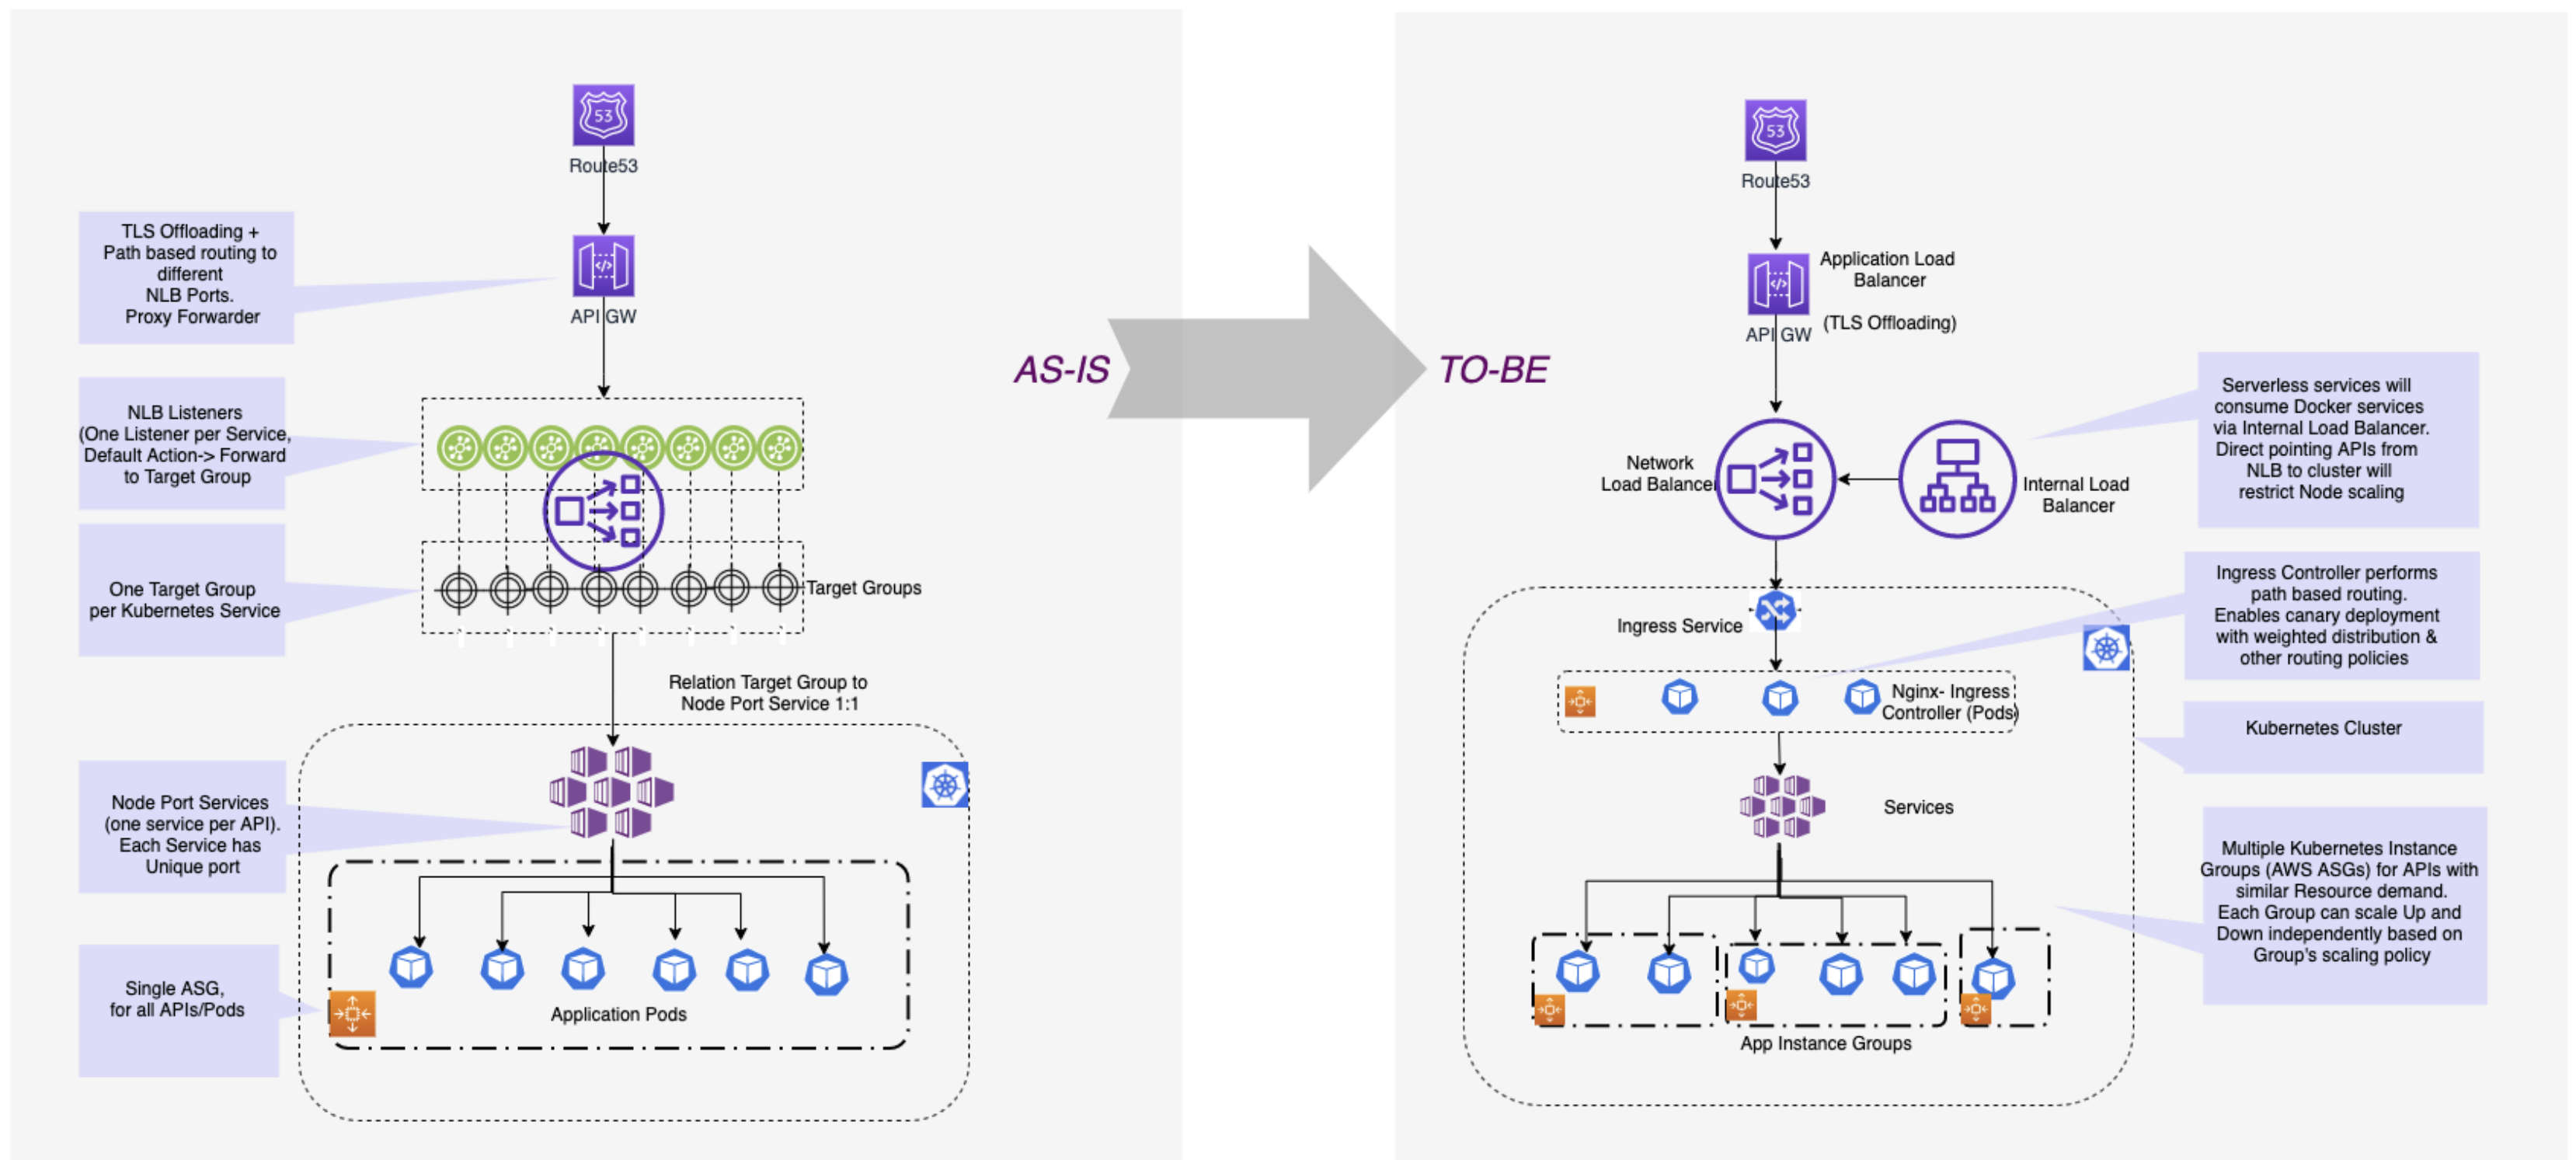 53
Route53
TLS Offloading +
Path based routing to
different
NLB Ports.
Proxy Forwarder
</>
API GW
NLB Listeners
(One Listener per Service,
Default Action-> Forward
to Target Group
One Target Group
per Kubernetes Service
Target Groups
Relation Target Group to
Node Port Service 1:1
Node Port Services
(one service per API).
Each Service has
Unique port
Single ASG,
for all APIs/Pods
Application Pods
AS-IS
TO-BE
53
Route53
</>
API GW
Application Load
Balancer
(TLS Offloading)
Network
Load Balancer
Internal Load
Balancer
Serverless services will
consume Docker services
via Internal Load Balancer.
Direct pointing APIs from
NLB to cluster will
restrict Node scaling
Ingress Service
Ingress Controller performs
path based routing.
Enables canary deployment
with weighted distribution &
other routing policies
Nginx- Ingress
Controller (Pods)
Kubernetes Cluster
Services
Multiple Kubernetes Instance
Groups (AWS ASGs) for APIs with
similar Resource demand.
Each Group can scale Up and
Down independently based on
Group's scaling policy
App Instance Groups